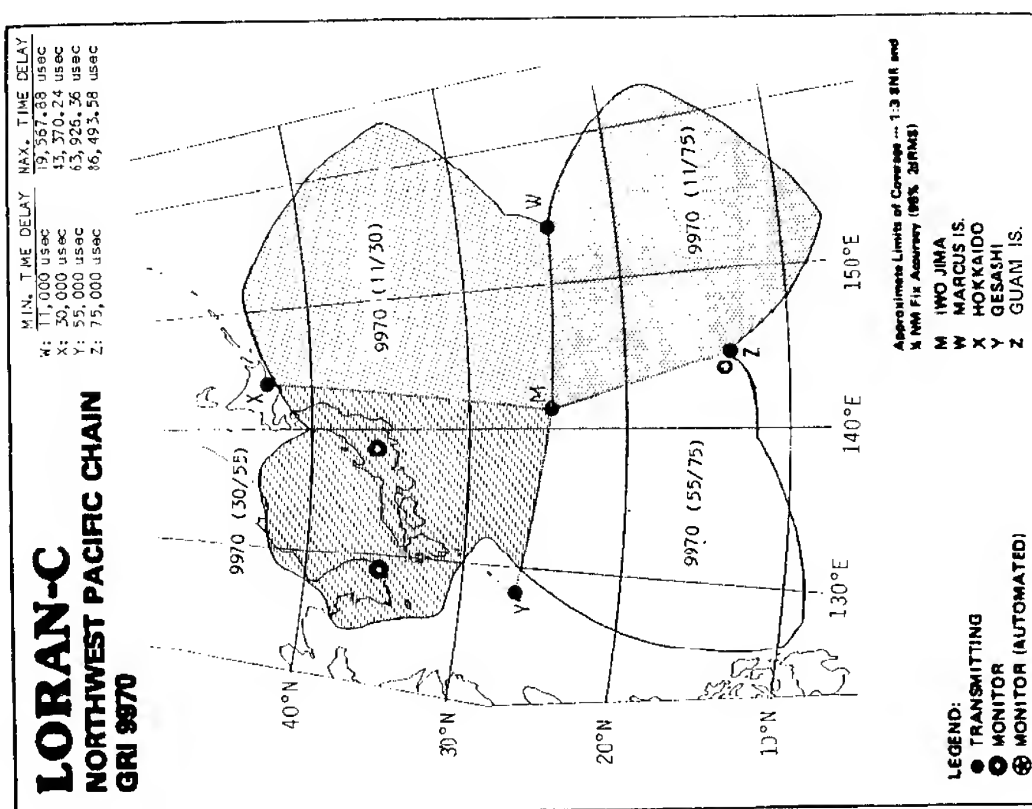 LORAN-C
NORTHWEST PACIFIC CHAIN
GRI 9970
MIN. TIME DELAY NAX. TIME DELAY
W: 11,000 usec 19,567.88 usec
X: 30,000 usec 43,370.24 usec
Y: 55,000 usec 63,926.36 usec
Z: 75,000 usec 86,493.58 usec
9970 (30/55)
X
40°N
9970 (11/30)
30°N
Y
M
W
20°N
9970 (55/75)
9970 (11/75)
Z
10°N
130°E
140°E
150°E
LEGEND:
TRANSMITTING
MONITOR
MONITOR (AUTOMATED)
Approximate Limits of Coverage --- 1:3 SNR and
¼ NM Fix Accuracy (95% 2dRMS)
M IWO JIMA
W MARCUS IS.
X HOKKAIDO
Y GESASHI
Z GUAM IS.